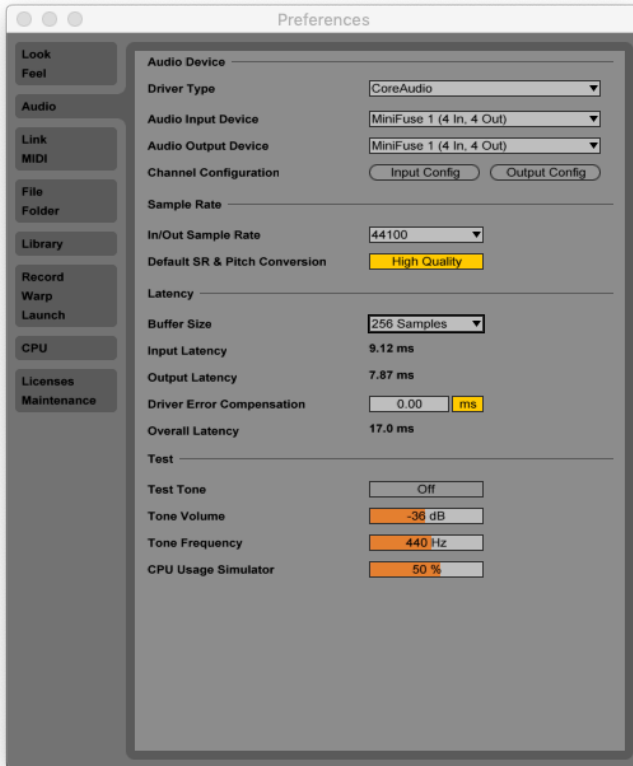 Preferences
Look
Feel
Audio
Link
MIDI
File
Folder
Library
Record
Warp
Launch
CPU
Licenses
Maintenance
Audio Device
Driver Type CoreAudio
Audio Input Device MiniFuse 1 (4 In, 4 Out)
Audio Output Device MiniFuse 1 (4 In, 4 Out)
Channel Configuration Input Config Output Config
Sample Rate
In/Out Sample Rate 44100
Default SR & Pitch Conversion High Quality
Latency
Buffer Size 256 Samples
Input Latency 9.12 ms
Output Latency 7.87 ms
Driver Error Compensation 0.00 ms
Overall Latency 17.0 ms
Test
Test Tone Off
Tone Volume -36 dB
Tone Frequency 440 Hz
CPU Usage Simulator 50 %